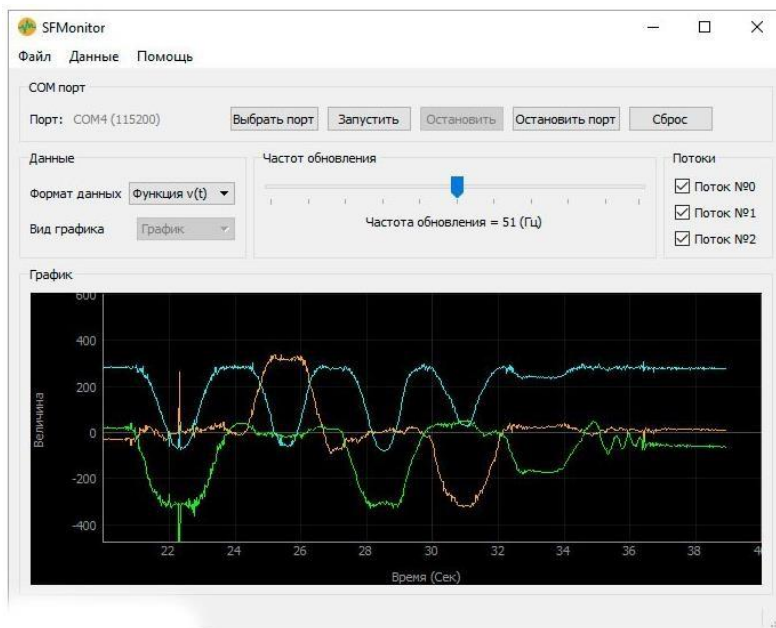 SFMonitor
Файл Данные Помощь
COM порт
Порт: COM4 (115200) Выбрать порт Запустить Остановить Остановить порт Сброс
Данные
Формат данных Функция v(t)
Вид графика График
Частот обновления
Частота обновления = 51 (Гц)
Потоки
Поток №0
Поток №1
Поток №2
График
Величина
600
400
200
0
-200
-400
22 24 26 28 30 32 34 36 38
Время (Сек)